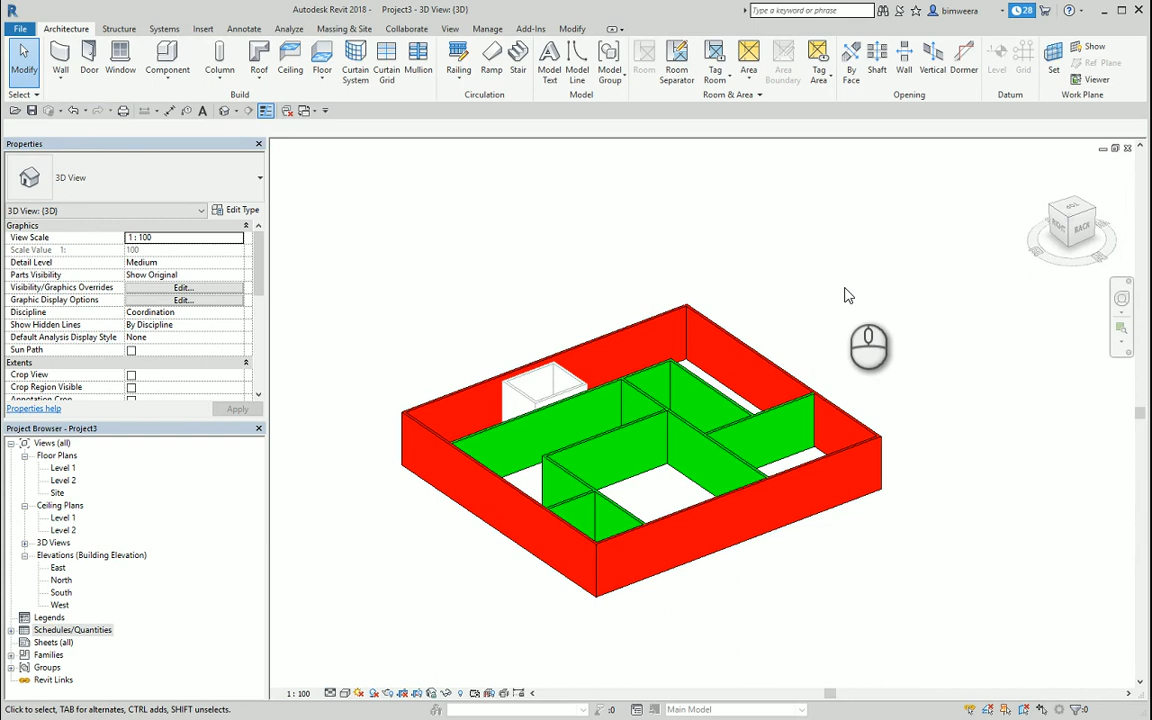 Autodesk Revit 2018 - Project3 - 3D View: {3D}
Type a keyword or phrase
bimweera
28
File Architecture Structure Systems Insert Annotate Analyze Massing & Site Collaborate View Manage Add-Ins Modify
Modify Wall Door Window Component Column Roof Ceiling Floor Curtain System Curtain Grid Mullion Railing Ramp Stair Model Text Model Line Model Group Room Room Separator Tag Room Area Area Boundary Tag Area By Face Shaft Wall Vertical Dormer Level Grid Set Show Ref Plane Viewer
Select Build Circulation Model Room & Area Opening Datum Work Plane
Properties
3D View
3D View: {3D} Edit Type
Graphics
View Scale 1 : 100
Scale Value 1: 100
Detail Level Medium
Parts Visibility Show Original
Visibility/Graphics Overrides Edit...
Graphic Display Options Edit...
Discipline Coordination
Show Hidden Lines By Discipline
Default Analysis Display Style None
Sun Path
Extents
Crop View
Crop Region Visible
Properties help Apply
Project Browser - Project3
Views (all)
Floor Plans
Level 1
Level 2
Site
Ceiling Plans
Level 1
Level 2
3D Views
Elevations (Building Elevation)
East
North
South
West
Legends
Schedules/Quantities
Sheets (all)
Families
Groups
Revit Links
RIGHT BACK
1 : 100
Click to select, TAB for alternates, CTRL adds, SHIFT unselects.
:0 Main Model :0